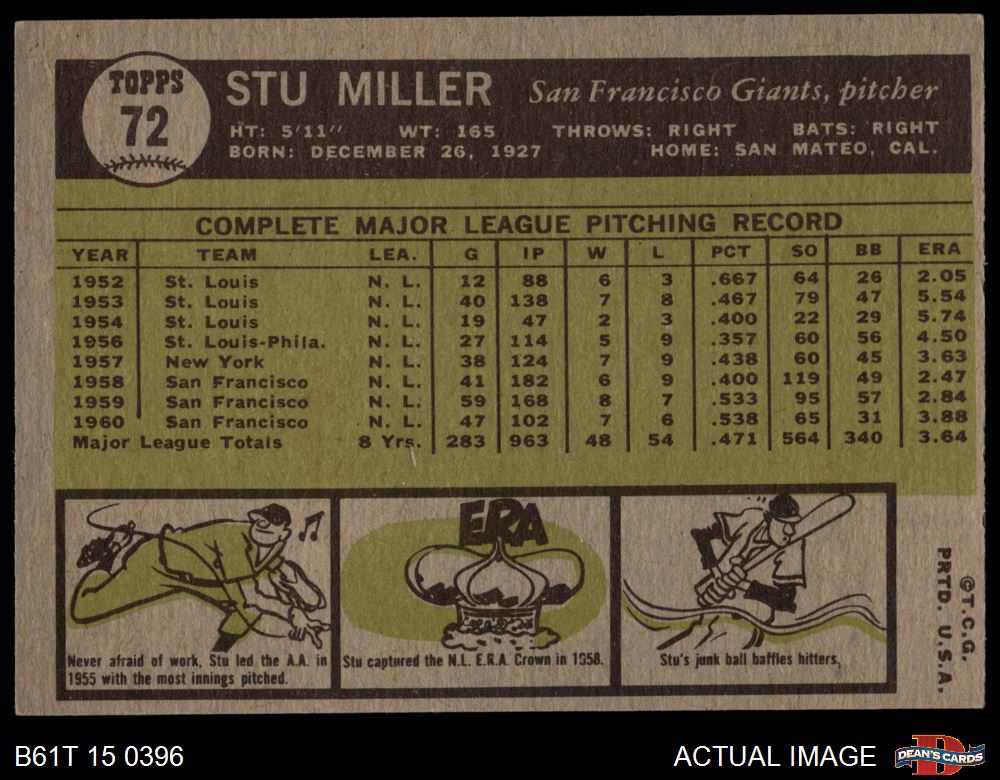 TOPPS
72
STU MILLER San Francisco Giants, pitcher
HT: 5'11" WT: 165 THROWS: RIGHT BATS: RIGHT
BORN: DECEMBER 26, 1927 HOME: SAN MATEO, CAL.
COMPLETE MAJOR LEAGUE PITCHING RECORD
YEAR TEAM LEA. G IP W L PCT SO BB ERA
1952 St. Louis N. L. 12 88 6 3 .667 64 26 2.05
1953 St. Louis N. L. 40 138 7 8 .467 79 47 5.54
1954 St. Louis N. L. 19 47 2 3 .400 22 29 5.74
1956 St. Louis-Phila. N. L. 27 114 5 9 .357 60 56 4.50
1957 New York N. L. 38 124 7 9 .438 60 45 3.63
1958 San Francisco N. L. 41 182 6 9 .400 119 49 2.47
1959 San Francisco N. L. 59 168 8 7 .533 95 57 2.84
1960 San Francisco N. L. 47 102 7 6 .538 65 31 3.88
Major League Totals 8 Yrs. 283 963 48 54 .471 564 340 3.64
ERA
Never afraid of work, Stu led the A.A. in
1955 with the most innings pitched.
Stu captured the N.L. E.R.A. Crown in 1958.
Stu's junk ball baffles hitters.
©T.C.G.
PRTD. U.S.A.
B61T 15 0396 ACTUAL IMAGE
DEAN'S CARDS